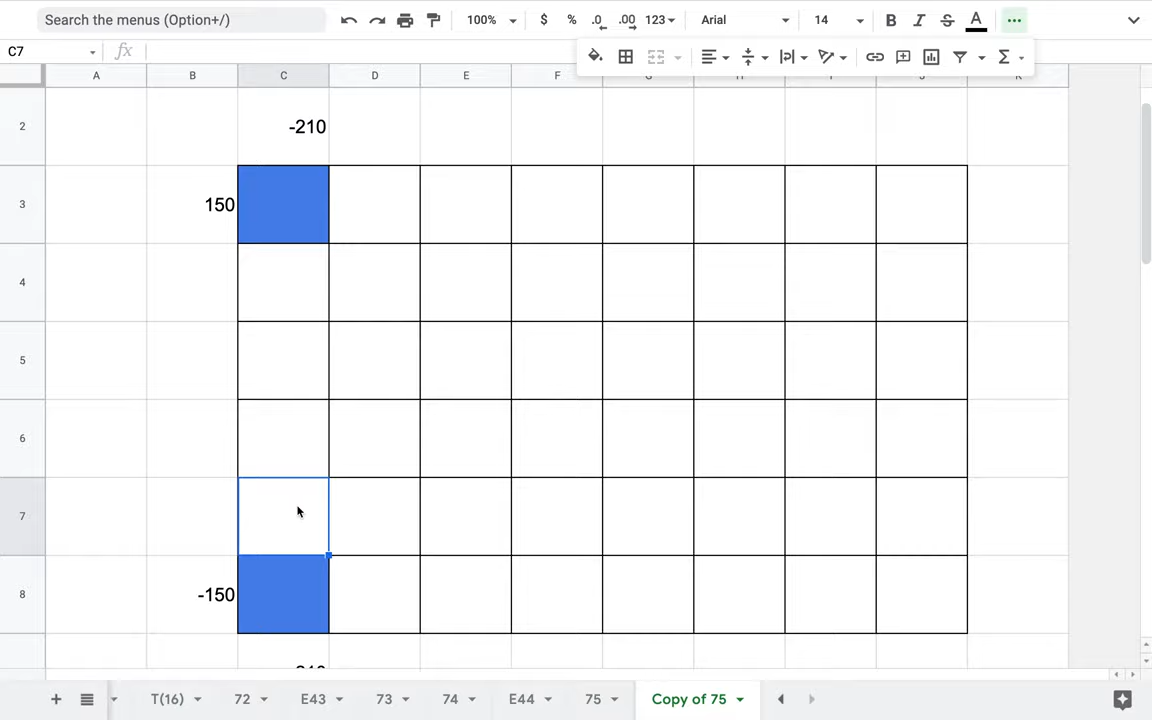 Search the menus (Option+/) 100% $ % .0 .00 123 Arial 14 B I S A
C7 fx
A B C D E F J K
2 -210
3 150
4
5
6
7
8 -150
T(16) 72 E43 73 74 E44 75 Copy of 75